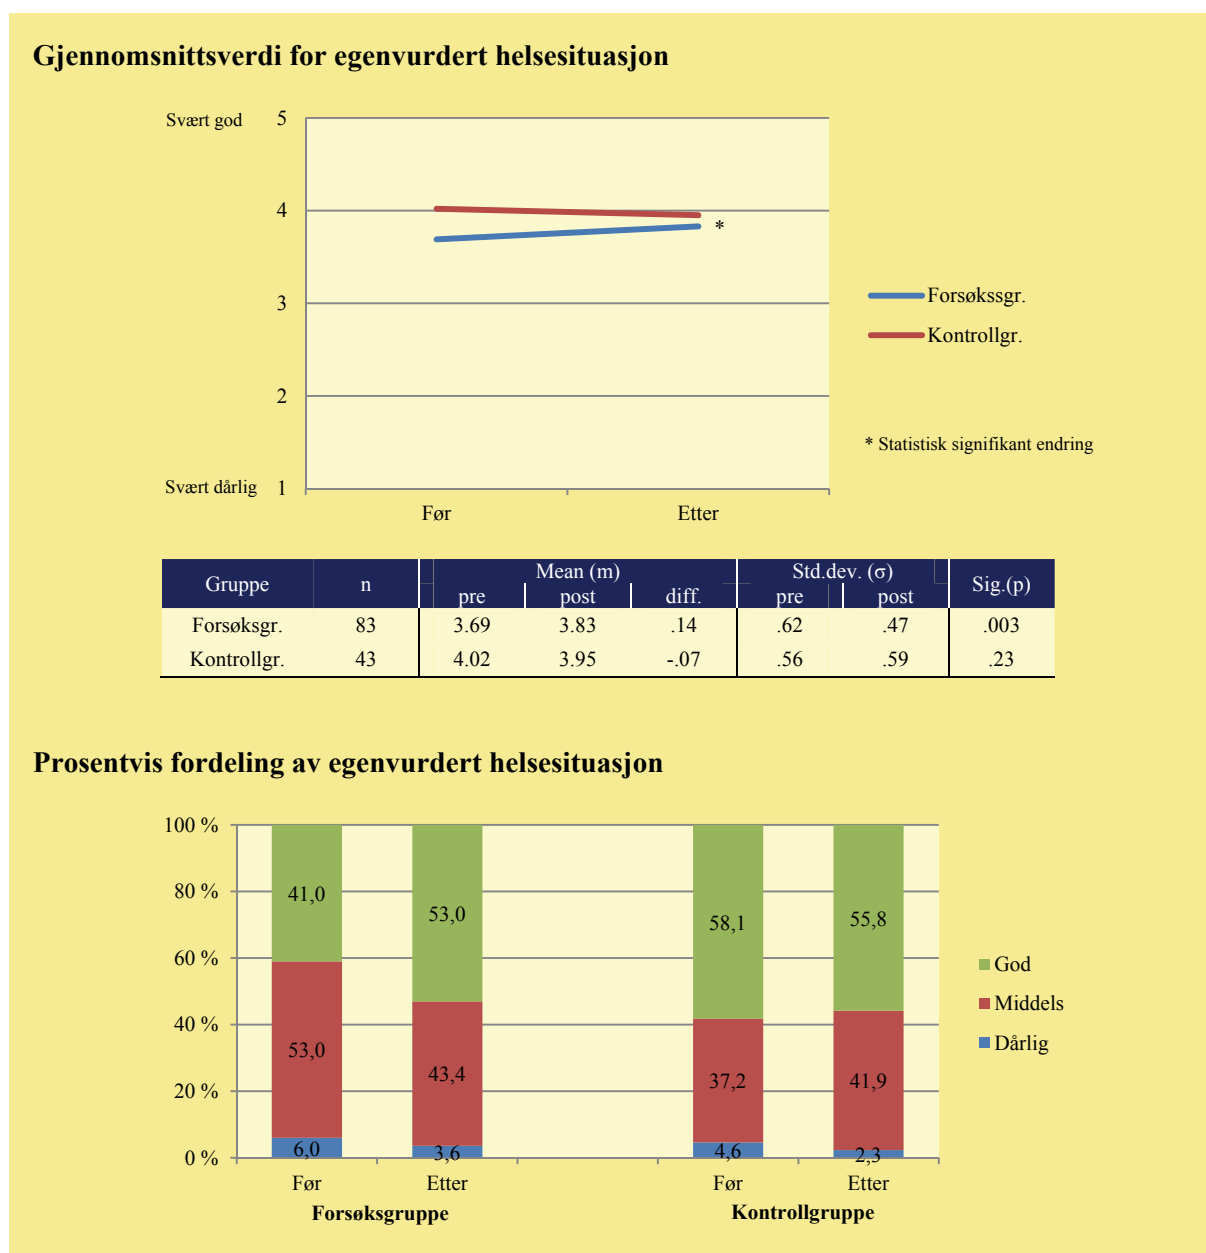 Gjennomsnittsverdi for egenvurdert helsesituasjon
Svært god 5
4
*
3
Forsøkssgr.
Kontrollgr.
2
* Statistisk signifikant endring
Svært dårlig 1
Før Etter
Gruppe n Mean (m) Std.dev. (σ) Sig.(p)
pre post diff. pre post
Forsøksgr. 83 3.69 3.83 .14 .62 .47 .003
Kontrollgr. 43 4.02 3.95 -.07 .56 .59 .23
Prosentvis fordeling av egenvurdert helsesituasjon
100 %
80 %
41,0 53,0 58,1 55,8
60 %
God
Middels
Dårlig
40 %
53,0 43,4 37,2 41,9
20 %
6,0 3,6 4,6 2,3
0 %
Før Etter Før Etter
Forsøksgruppe Kontrollgruppe